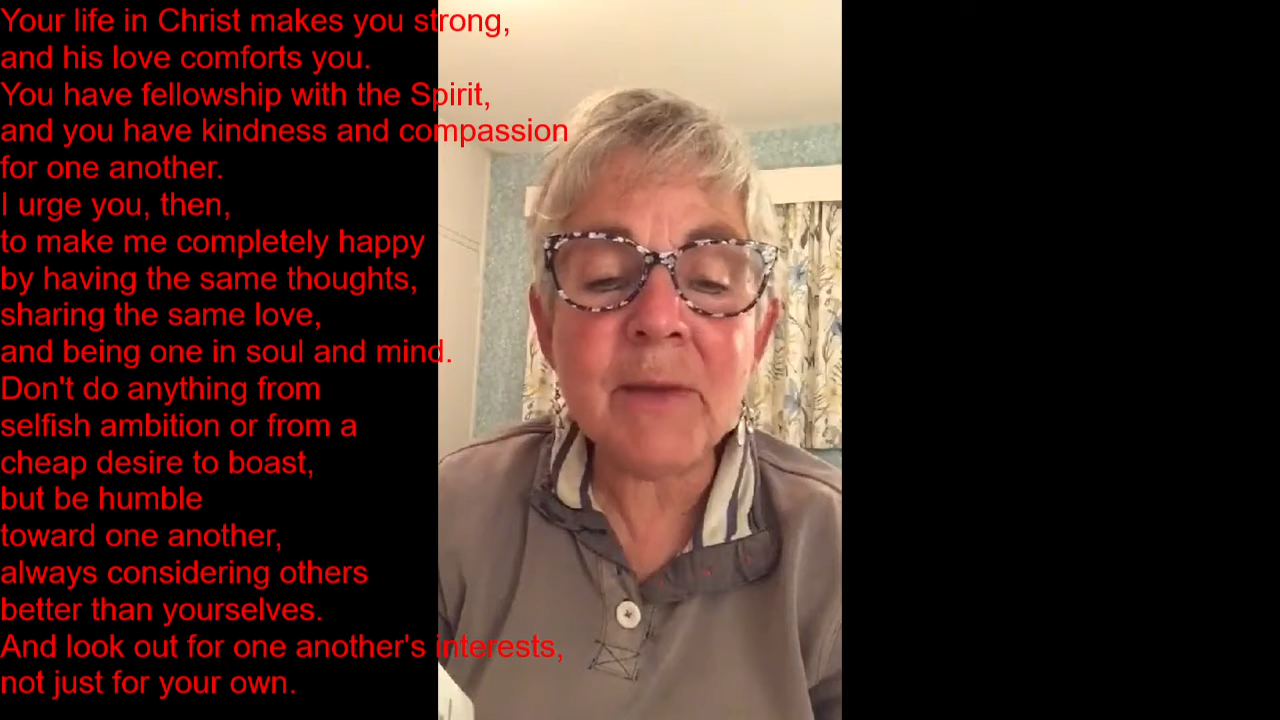 Your life in Christ makes you strong,
and his love comforts you.
You have fellowship with the Spirit,
and you have kindness and compassion
for one another.
I urge you, then,
to make me completely happy
by having the same thoughts,
sharing the same love,
and being one in soul and mind.
Don't do anything from
selfish ambition or from a
cheap desire to boast,
but be humble
toward one another,
always considering others
better than yourselves.
And look out for one another's interests,
not just for your own.